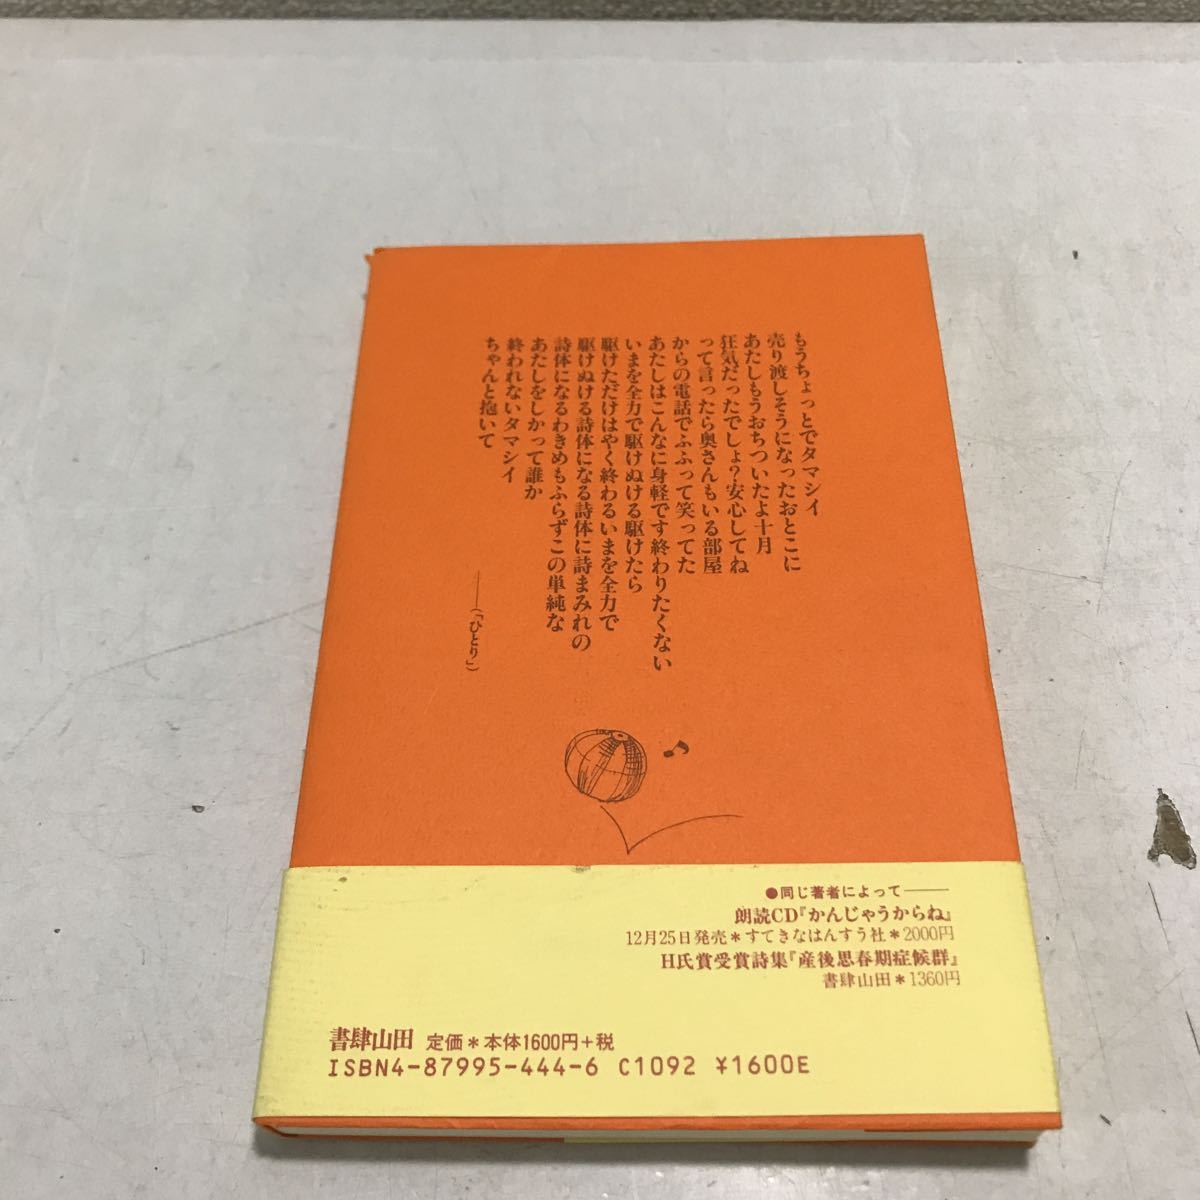 もうちょっとでタマシイ
売り渡しそうになったおとこに
あたしもうおちついたよ十月
狂気だったでしょ?安心してね
って言ったら奥さんもいる部屋
からの電話でふふって笑ってた
あたしはこんなに身軽です終わりたくない
いまを全力で駆けぬける駆けたら
駆けただけはやく終わるいまを全力で
駆けぬける詩体になる詩体に詩まみれの
詩体になるわきめもふらずこの単純な
あたしをしかって誰か
終われないタマシイ
ちゃんと抱いて
――(「ひとり」)
●同じ著者によって――
朗読CD『かんじゃうからね』
12月25日発売*すてきなはんすう社*2000円
H氏賞受賞詩集『産後思春期症候群』
書肆山田*1360円
書肆山田 定価*本体1600円+税
ISBN4-87995-444-6 C1092 ¥1600E